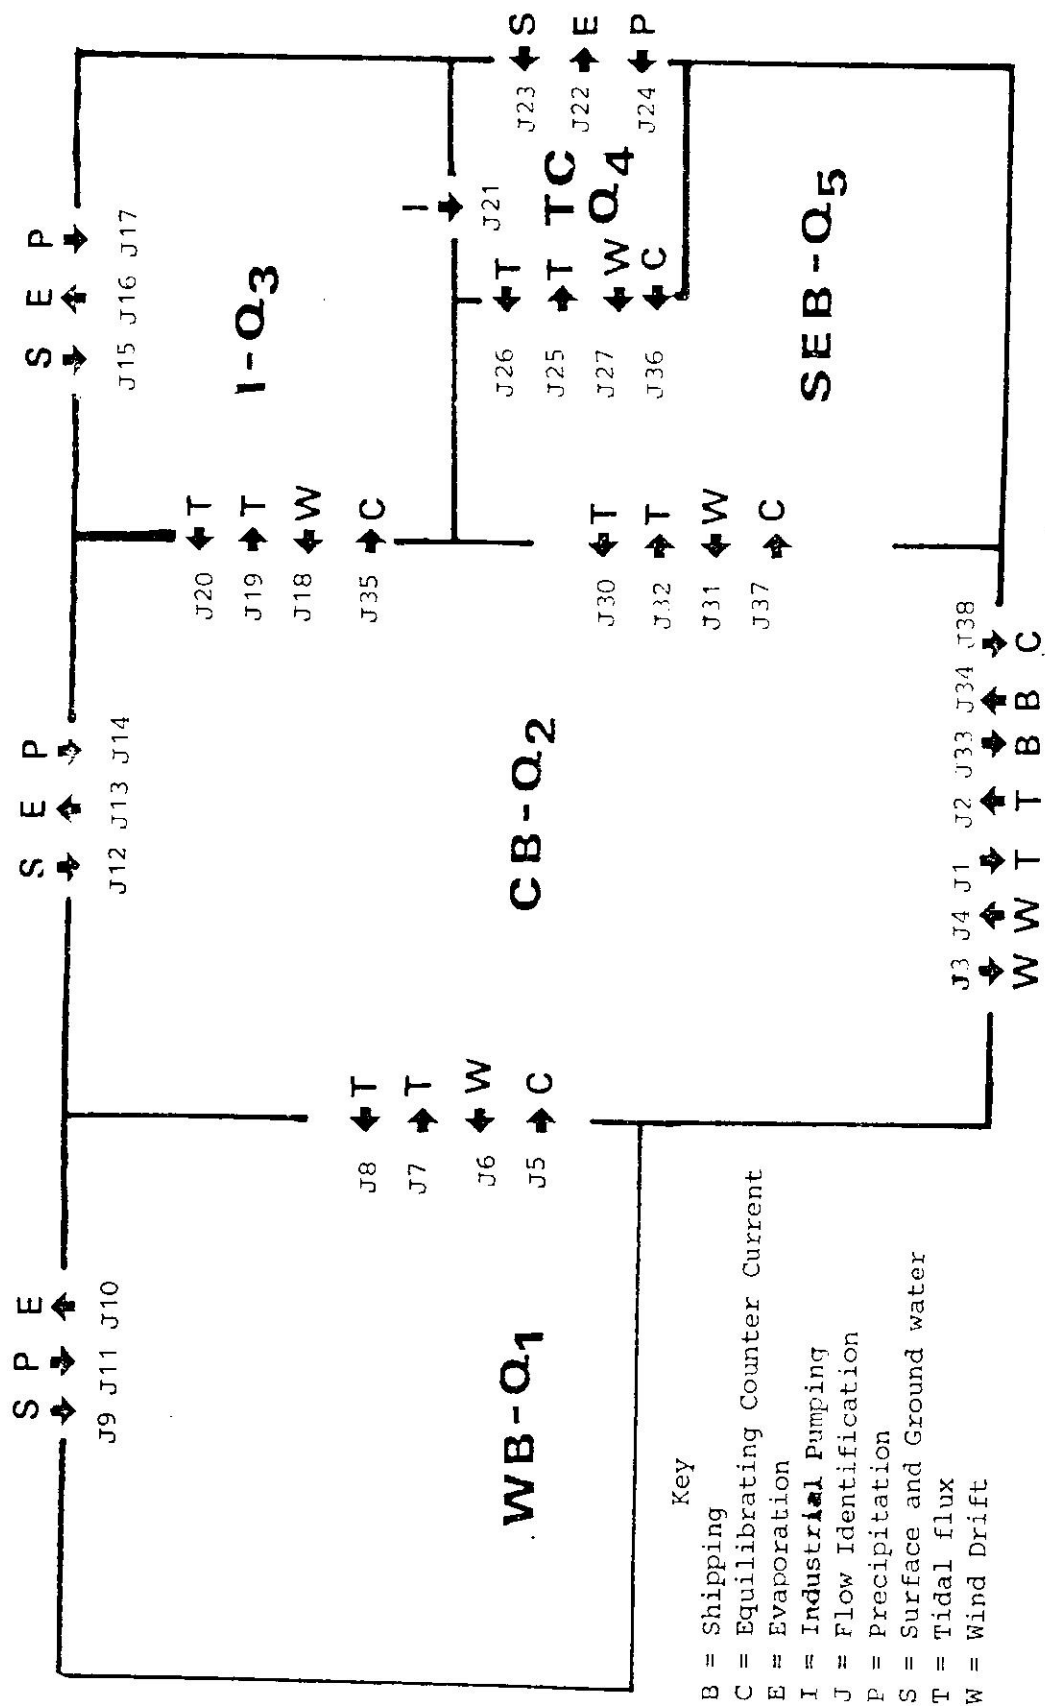 S P E
J9 J11 J10
S E P
J12 J13 J14
S E P
J15 J16 J17
WB-Q1
J8 T
J7 T
J6 W
J5 C
CB-Q2
J20 T
J19 T
J18 W
J35 C
I-Q3
I
J21
J26 T
J25 T
J27 W
J36 C
TC
Q4
J23 S
J22 E
J24 P
J30 T
J32 T
J31 W
J37 C
SEB-Q5
J3 J4 J1 J2 J33 J34 J38
W W T T B B C
Key
B = Shipping
C = Equilibrating Counter Current
E = Evaporation
I = Industrial Pumping
J = Flow Identification
P = Precipitation
S = Surface and Ground water
T = Tidal flux
W = Wind Drift